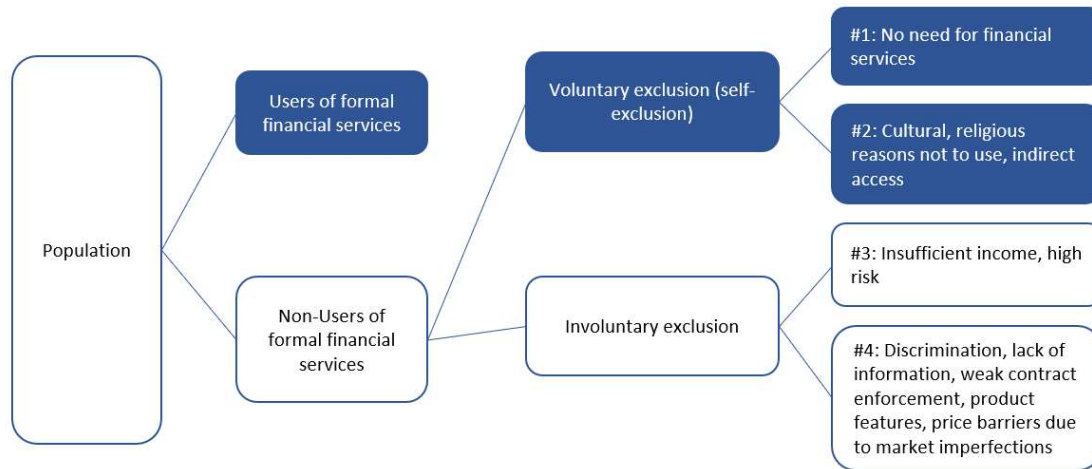 Population
Users of formal
financial services
Non-Users of
formal financial
services
Voluntary exclusion (self-
exclusion)
Involuntary exclusion
#1: No need for financial
services
#2: Cultural, religious
reasons not to use, indirect
access
#3: Insufficient income, high
risk
#4: Discrimination, lack of
information, weak contract
enforcement, product
features, price barriers due
to market imperfections